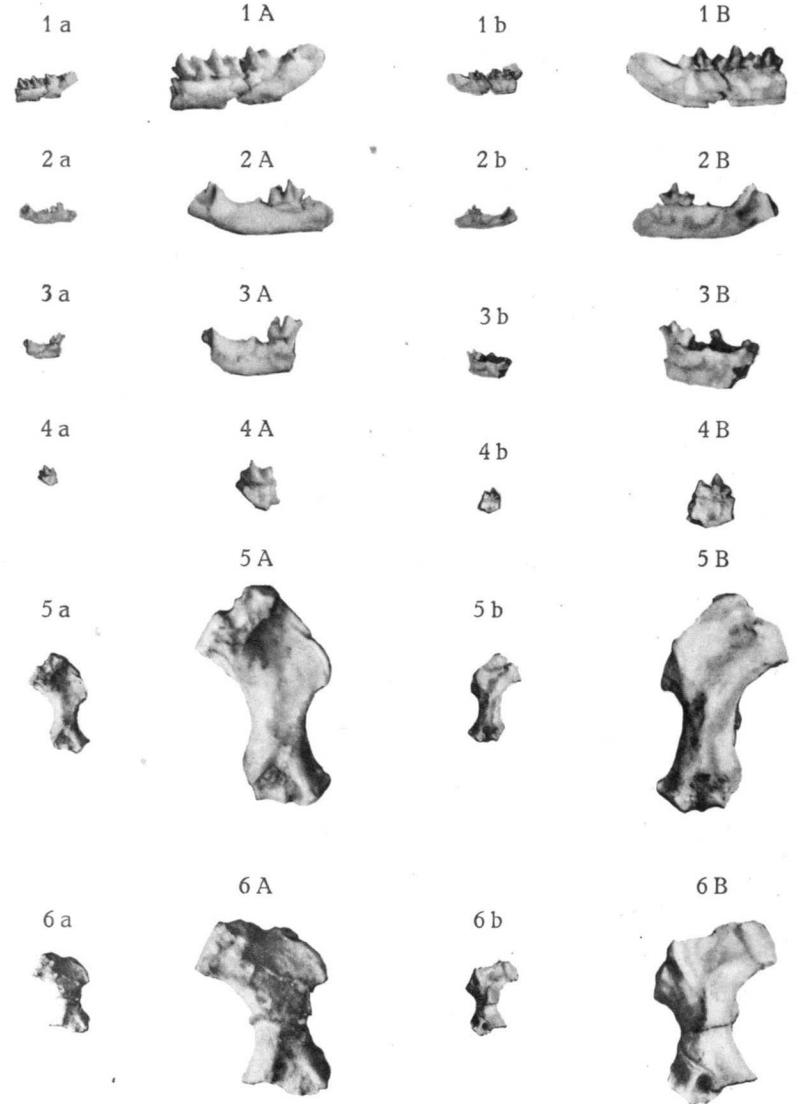 1 a 1 A 1 b 1 B
2 a 2 A 2 b 2 B
3 a 3 A 3 b 3 B
4 a 4 A 4 b 4 B
5 a 5 A 5 b 5 B
6 a 6 A 6 b 6 B